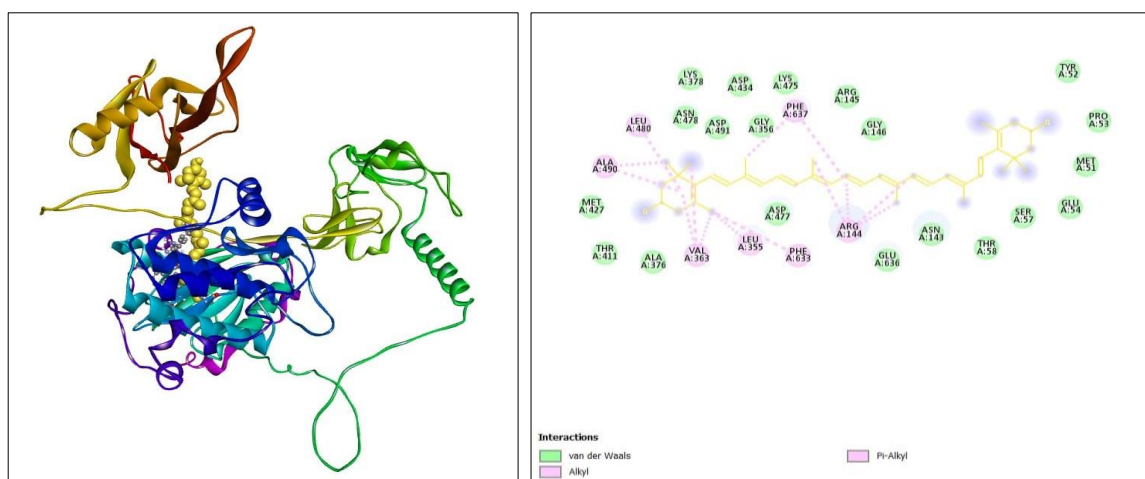 TYR
A:52
LYS
A:378
ASP
A:434
LYS
A:475
ARG
A:145
PHE
A:637
ASN
A:478
PRO
A:53
LEU
A:480
ASP
A:491
GLY
A:356
GLY
A:146
ALA
A:490
MET
A:51
MET
A:427
GLU
A:54
ASP
A:477
SER
A:57
ARG
A:144
ASN
A:143
LEU
A:355
THR
A:58
THR
A:411
ALA
A:376
VAL
A:363
PHE
A:633
GLU
A:636
Interactions
van der Waals
Pi-Alkyl
Alkyl